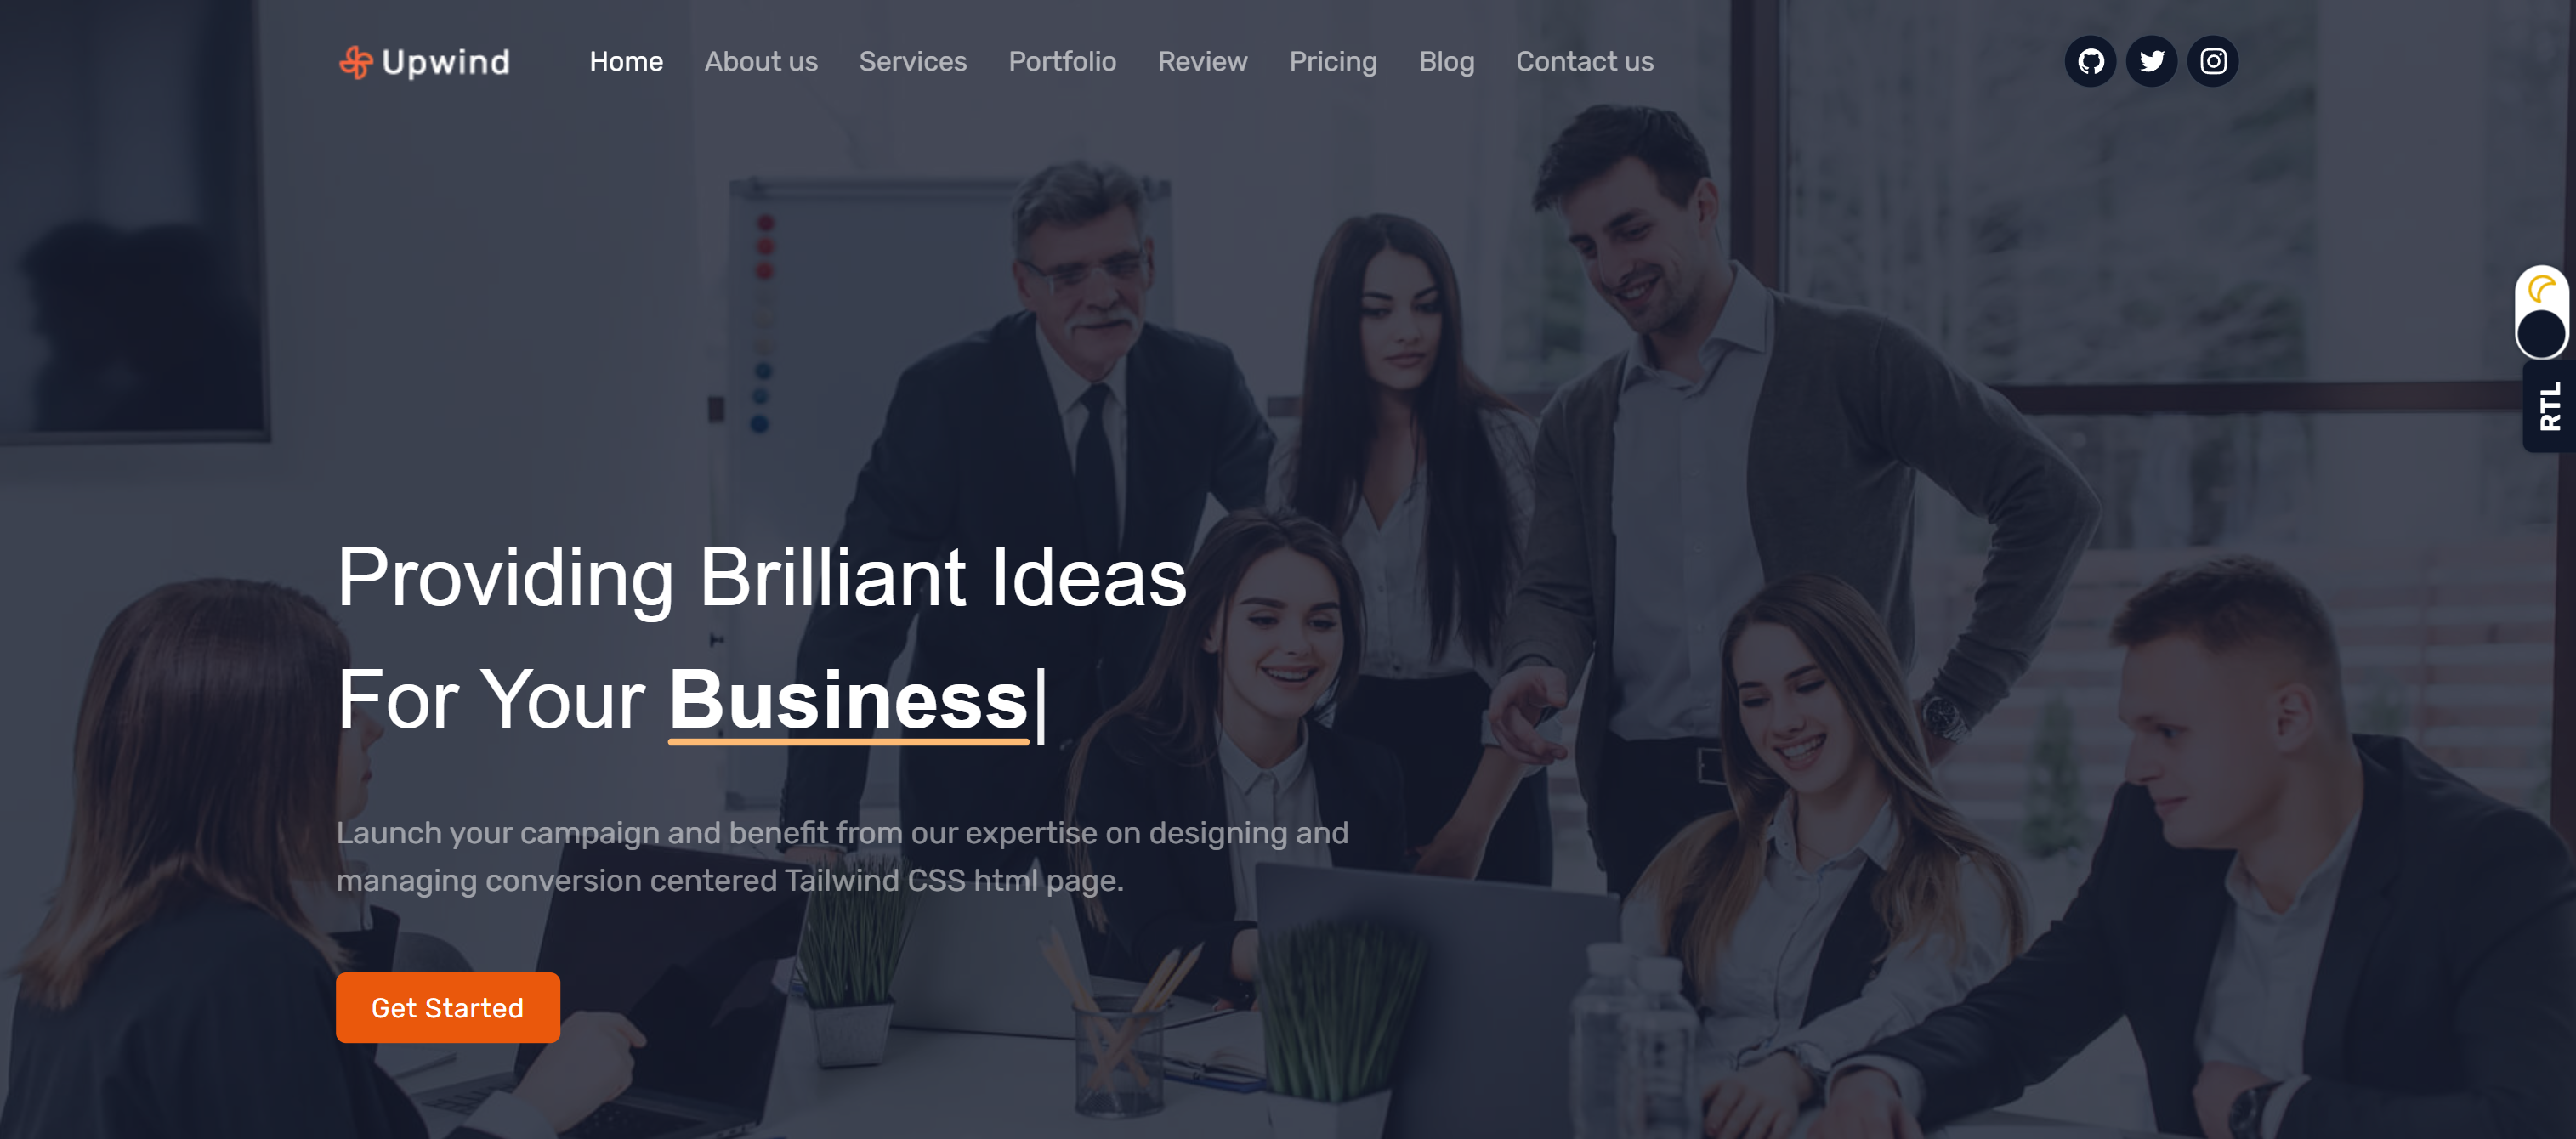 Upwind
Home About us Services Portfolio Review Pricing Blog Contact us
RTL
Providing Brilliant Ideas
For Your Business|
Launch your campaign and benefit from our expertise on designing and
managing conversion centered Tailwind CSS html page.
Get Started